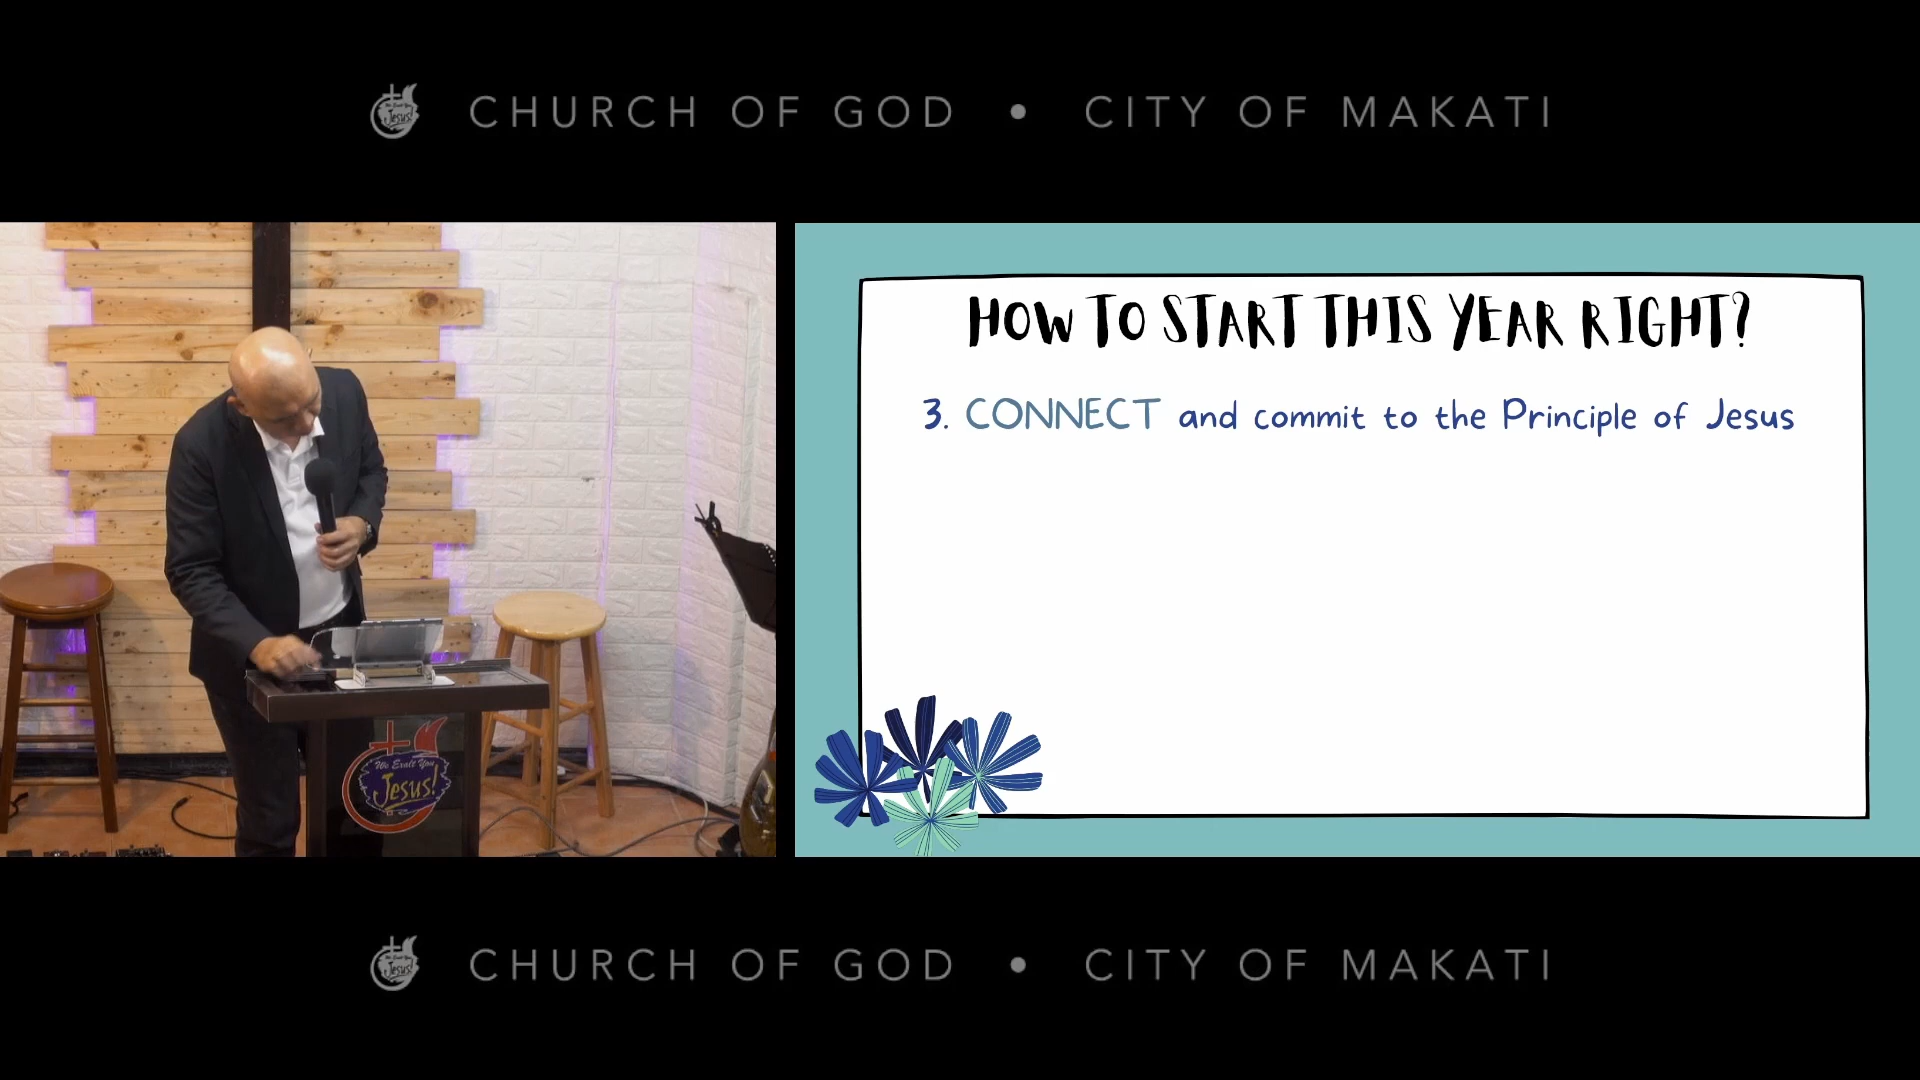 CHURCH OF GOD • CITY OF MAKATI
HOW TO START THIS YEAR RIGHT?
3. CONNECT and commit to the Principle of Jesus
We Exalt You
Jesus!
CHURCH OF GOD • CITY OF MAKATI